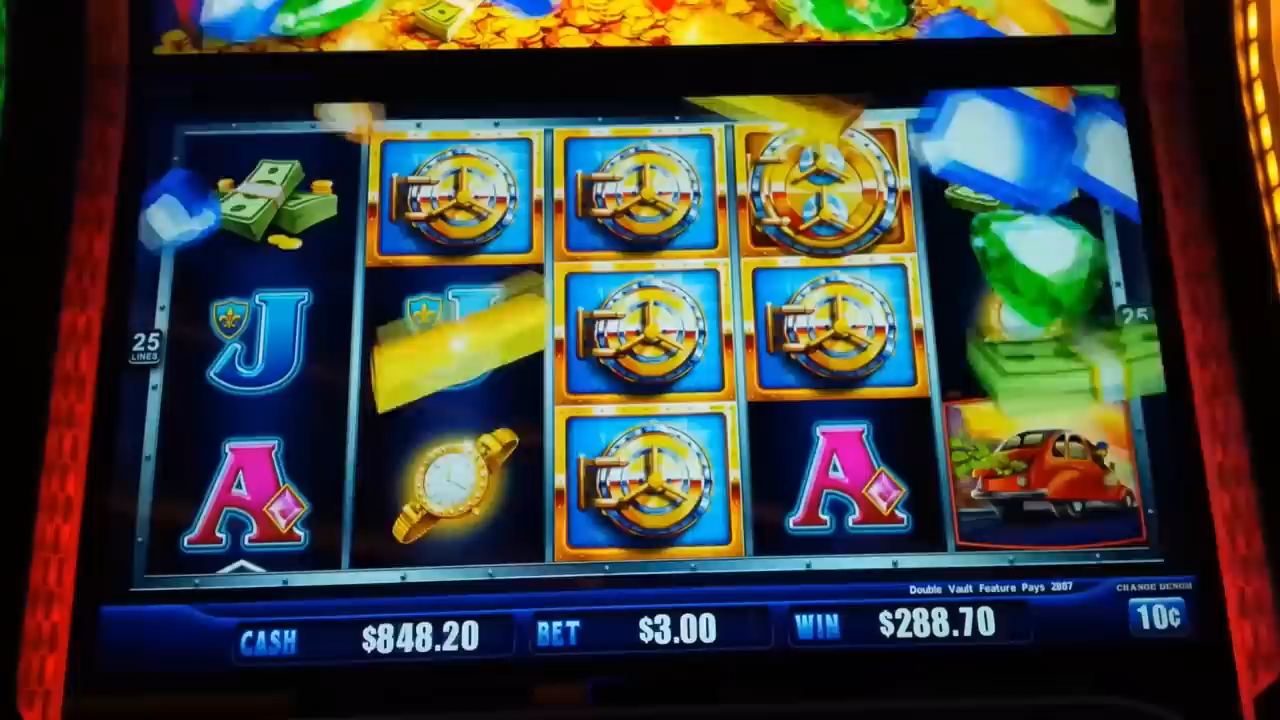 J
J
25
LINES
25
A
A
Double Vault Feature Pays 2887
CHANGE DENOM
CASH $848.20 BET $3.00 WIN $288.70 10¢